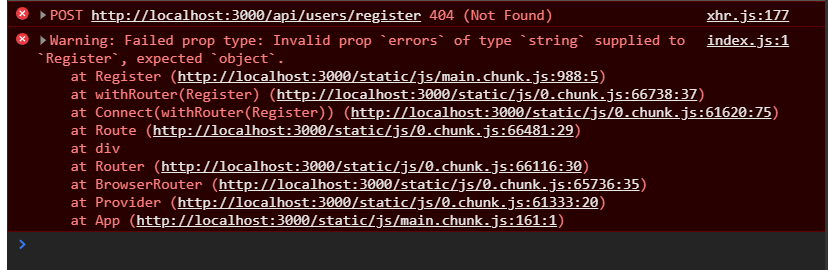 POST http://localhost:3000/api/users/register 404 (Not Found) xhr.js:177
Warning: Failed prop type: Invalid prop `errors` of type `string` supplied to index.js:1
`Register`, expected `object`.
at Register (http://localhost:3000/static/js/main.chunk.js:988:5)
at withRouter(Register) (http://localhost:3000/static/js/0.chunk.js:66738:37)
at Connect(withRouter(Register)) (http://localhost:3000/static/js/0.chunk.js:61620:75)
at Route (http://localhost:3000/static/js/0.chunk.js:66481:29)
at div
at Router (http://localhost:3000/static/js/0.chunk.js:66116:30)
at BrowserRouter (http://localhost:3000/static/js/0.chunk.js:65736:35)
at Provider (http://localhost:3000/static/js/0.chunk.js:61333:20)
at App (http://localhost:3000/static/js/main.chunk.js:161:1)